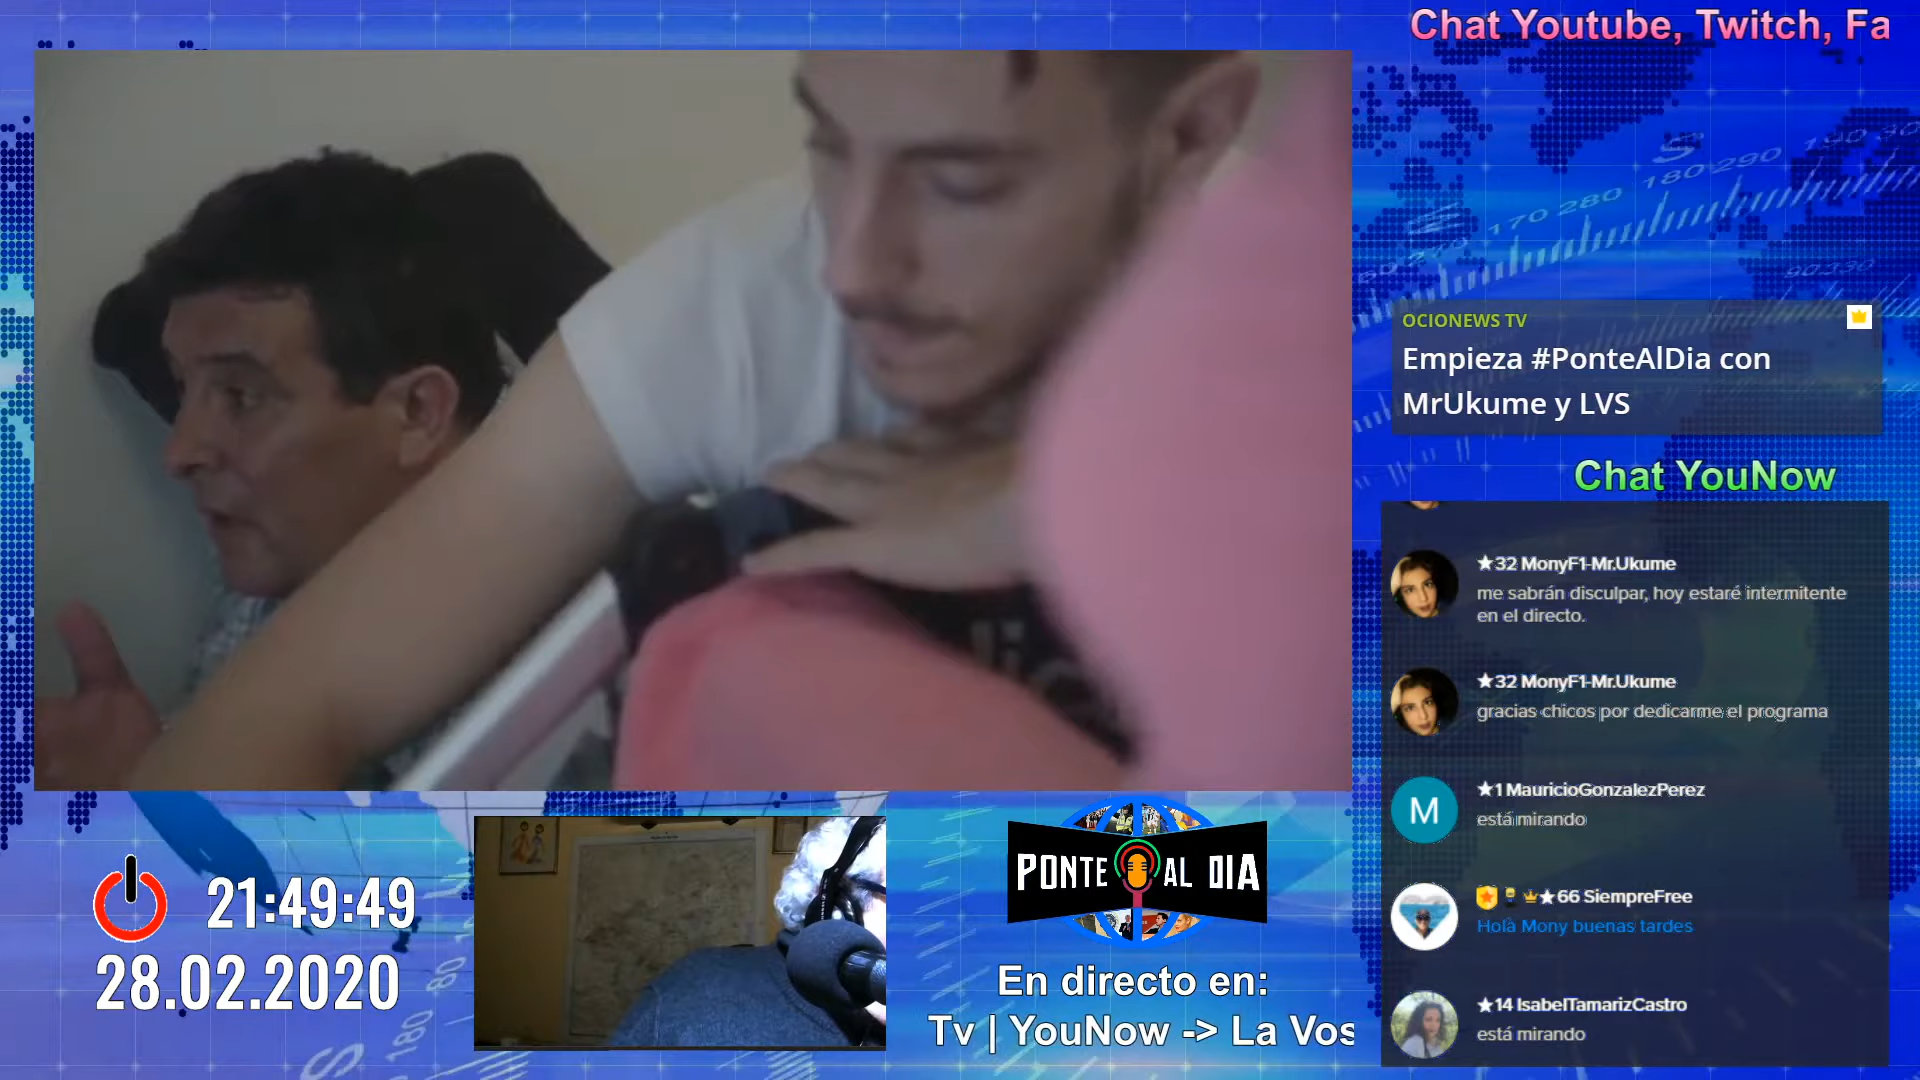 Chat Youtube, Twitch, Fa
OCIONEWS TV
Empieza #PonteAlDia con
MrUkume y LVS
Chat YouNow
★32 MonyF1-Mr.Ukume
me sabrán disculpar, hoy estaré intermitente
en el directo.
★32 MonyF1-Mr.Ukume
gracias chicos por dedicarme el programa
M
★1 MauricioGonzalezPerez
está mirando
★66 SiempreFree
Hola Mony buenas tardes
★14 IsabelTamarizCastro
está mirando
21:49:49
28.02.2020
PONTE AL DIA
En directo en:
Tv | YouNow -> La Vos